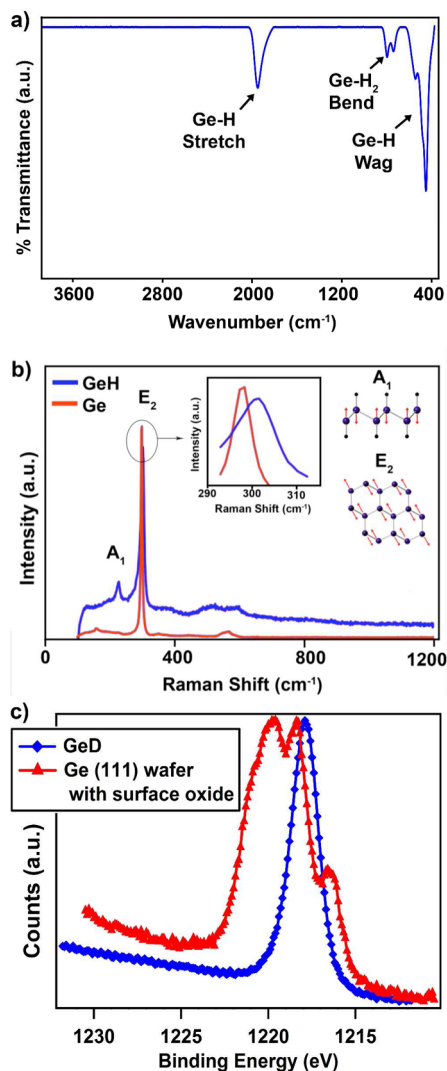 a)
% Transmittance (a.u.)
Ge-H
Stretch
Ge-H2
Bend
Ge-H
Wag
3600 2800 2000 1200 400
Wavenumber (cm-1)
b)
GeH
Ge
E2
A1
Intensity (a.u.)
290 300 310
Raman Shift (cm-1)
A1
E2
Intensity (a.u.)
0 400 800 1200
Raman Shift (cm-1)
c)
GeD
Ge (111) wafer
with surface oxide
Counts (a.u.)
1230 1225 1220 1215
Binding Energy (eV)